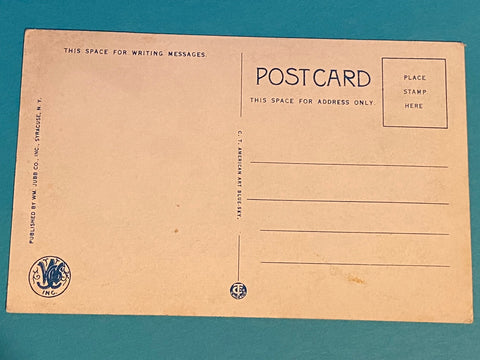 THIS SPACE FOR WRITING MESSAGES.
POSTCARD
THIS SPACE FOR ADDRESS ONLY.
PLACE
STAMP
HERE
PUBLISHED BY WM. JUBB CO., INC., SYRACUSE, N. Y.
C. T. AMERICAN ART BLUE-SKY.
INC.